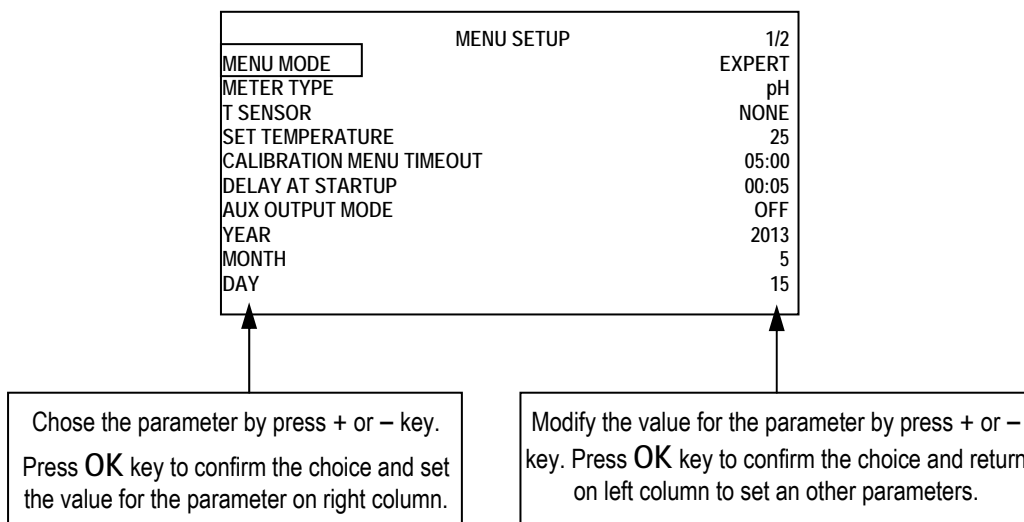 MENU SETUP 1/2
MENU MODE EXPERT
METER TYPE pH
T SENSOR NONE
SET TEMPERATURE 25
CALIBRATION MENU TIMEOUT 05:00
DELAY AT STARTUP 00:05
AUX OUTPUT MODE OFF
YEAR 2013
MONTH 5
DAY 15
Chose the parameter by press + or – key.
Press OK key to confirm the choice and set
the value for the parameter on right column.
Modify the value for the parameter by press + or –
key. Press OK key to confirm the choice and return
on left column to set an other parameters.